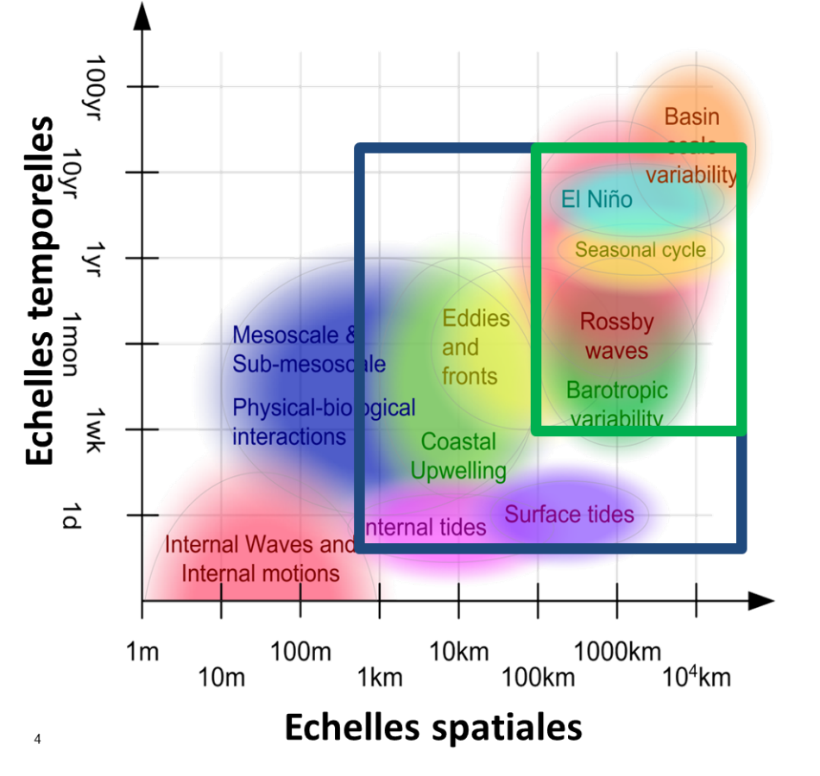 Echelles temporelles
100yr
10yr
1yr
1mon
1wk
1d
Basin
scale
variability
El Niño
Seasonal cycle
Rossby
waves
Barotropic
variability
Eddies
and
fronts
Mesoscale &
Sub-mesoscale
Physical-biological
interactions
Coastal
Upwelling
Surface tides
nternal tides
Internal Waves and
Internal motions
1m
10m
100m
1km
10km
100km
1000km
10⁴km
Echelles spatiales
4